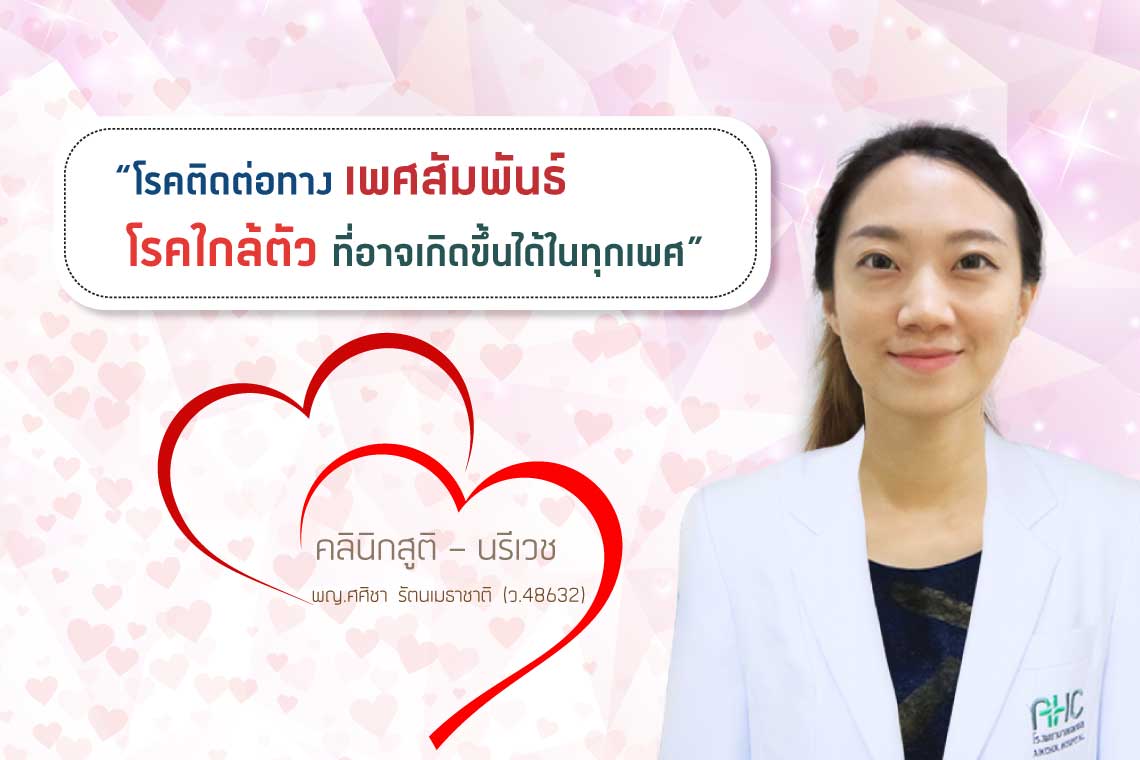 “โรคติดต่อทาง เพศสัมพันธ์
โรคใกล้ตัว ที่อาจเกิดขึ้นได้ในทุกเพศ”
คลินิกสูติ – นรีเวช
พญ.ศศิชา รัตนเมธาชาติ (ว.48632)